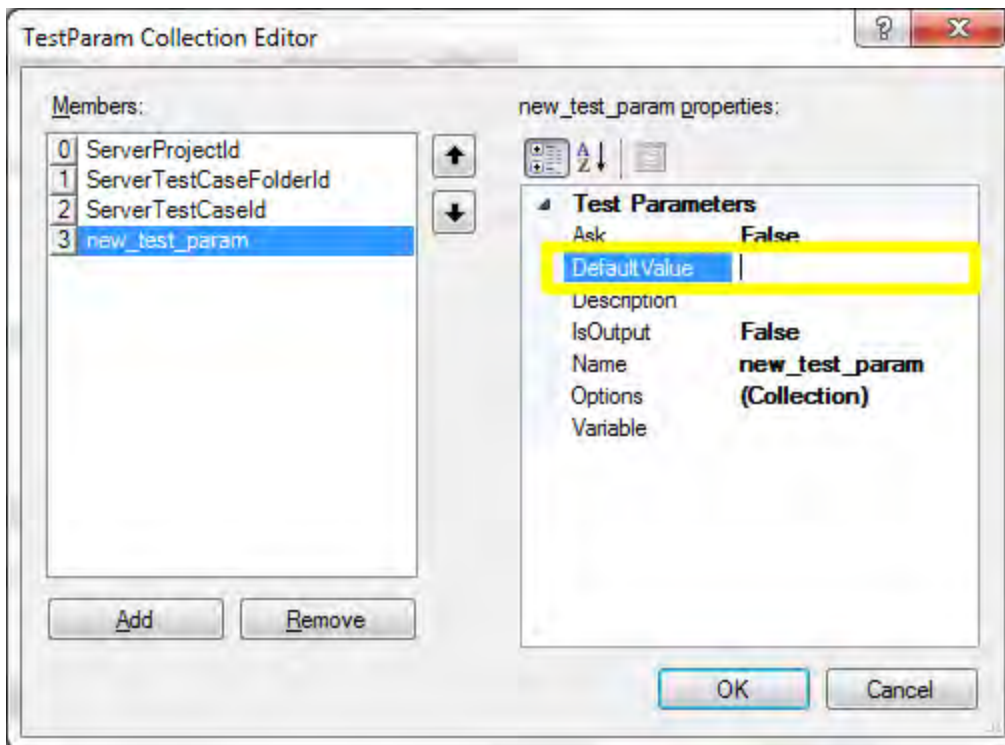 TestParam Collection Editor
Members:
0 ServerProjectId
1 ServerTestCaseFolderId
2 ServerTestCaseId
3 new_test_param
Add Remove
new_test_param properties:
A
Z
Test Parameters
Ask False
DefaultValue
Description
IsOutput False
Name new_test_param
Options (Collection)
Variable
OK Cancel